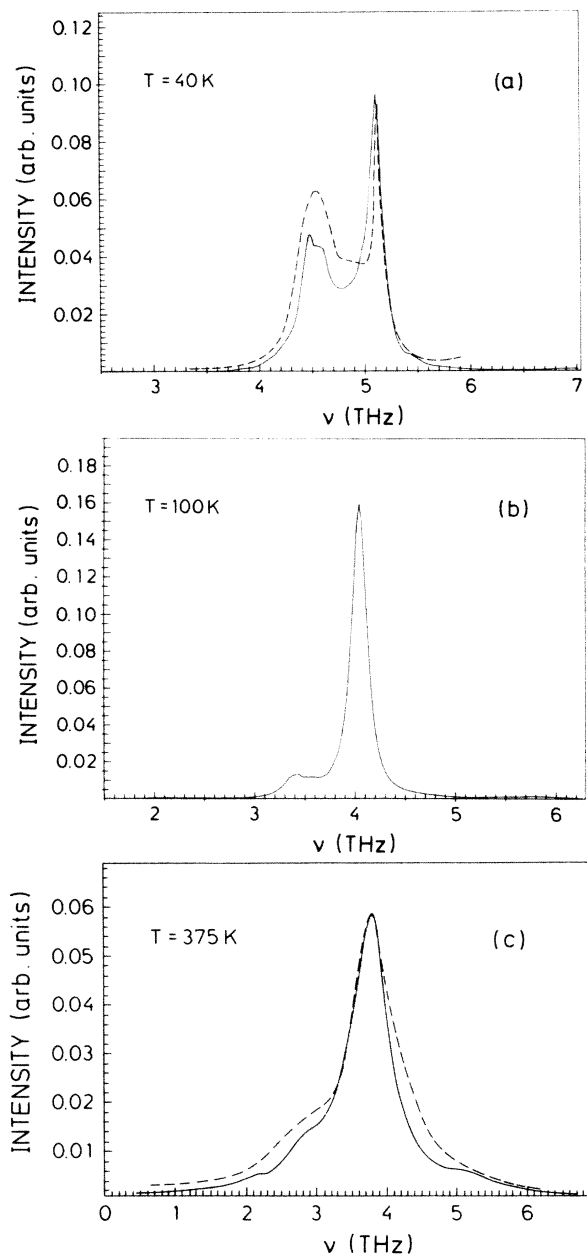 0.12
0.10
0.08
0.06
0.04
0.02
INTENSITY (arb. units)
T = 40 K
(a)
3 4 5 6 7
ν (THz)
0.18
0.16
0.14
0.12
0.10
0.08
0.06
0.04
0.02
INTENSITY (arb. units)
T = 100 K
(b)
2 3 4 5 6
ν (THz)
0.06
0.05
0.04
0.03
0.02
0.01
INTENSITY (arb. units)
T = 375 K
(c)
0 1 2 3 4 5 6
ν (THz)